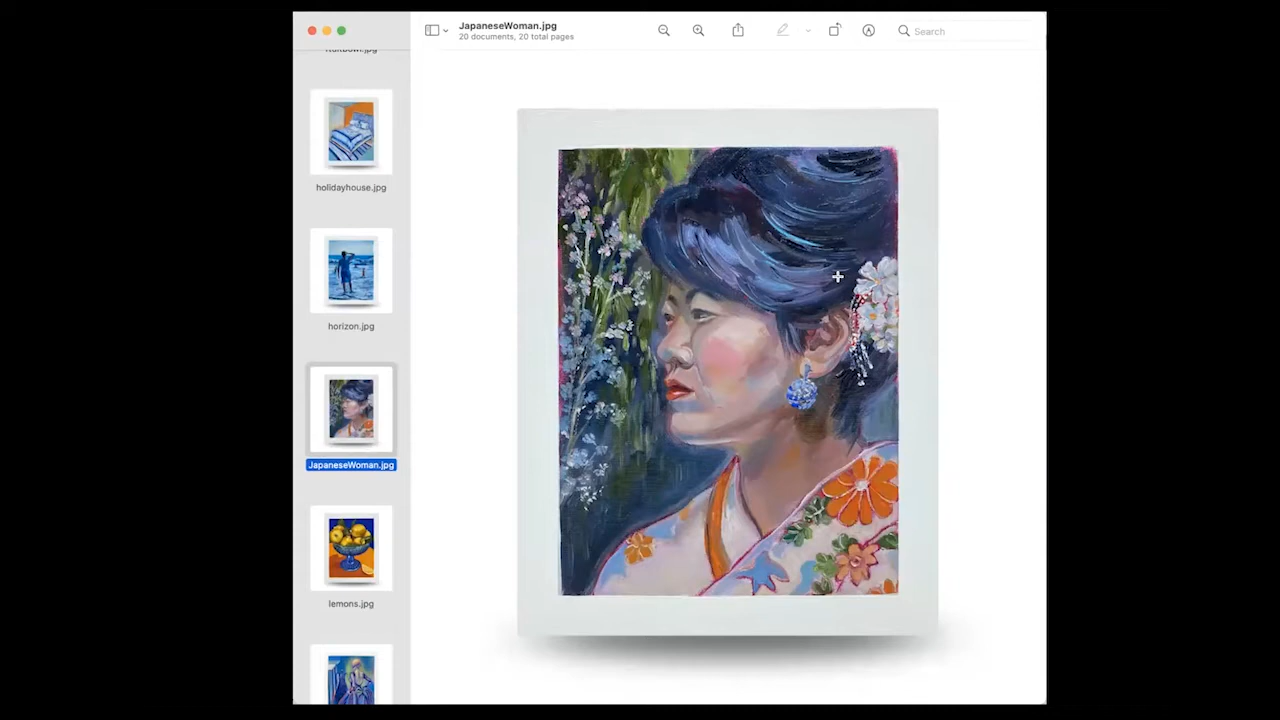 JapaneseWoman.jpg
20 documents, 20 total pages
Search
holidayhouse.jpg
horizon.jpg
JapaneseWoman.jpg
lemons.jpg